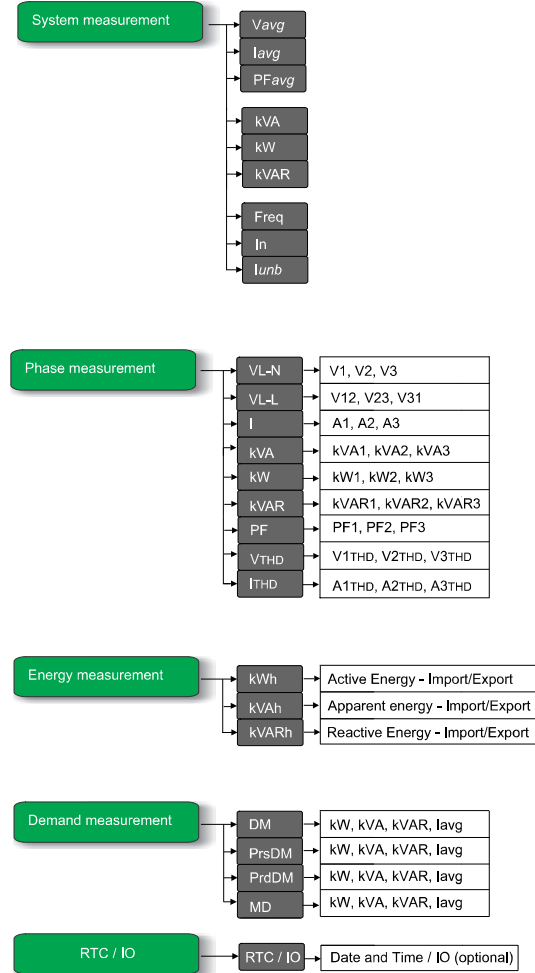 System measurement
Vavg
Iavg
PFavg
kVA
kW
kVAR
Freq
In
Iunb
Phase measurement
VL-N V1, V2, V3
VL-L V12, V23, V31
I A1, A2, A3
kVA kVA1, kVA2, kVA3
kW kW1, kW2, kW3
kVAR kVAR1, kVAR2, kVAR3
PF PF1, PF2, PF3
VTHD V1THD, V2THD, V3THD
ITHD A1THD, A2THD, A3THD
Energy measurement
kWh Active Energy - Import/Export
kVAh Apparent energy - Import/Export
kVARh Reactive Energy - Import/Export
Demand measurement
DM kW, kVA, kVAR, Iavg
PrsDM kW, kVA, kVAR, Iavg
PrdDM kW, kVA, kVAR, Iavg
MD kW, kVA, kVAR, Iavg
RTC / IO RTC / IO Date and Time / IO (optional)